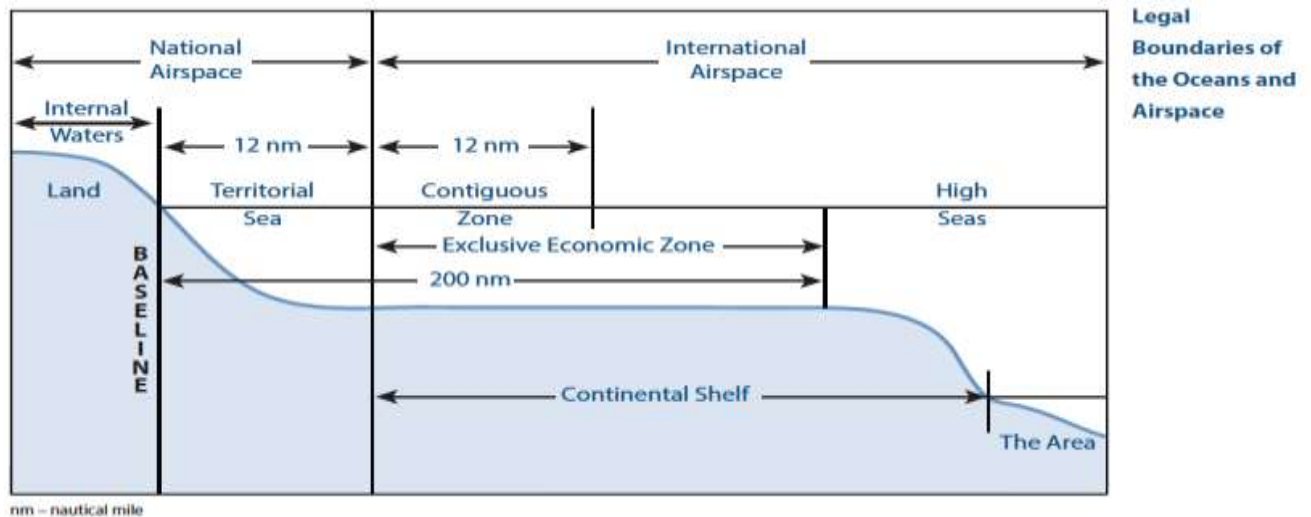 Legal
Boundaries of
the Oceans and
Airspace
National
Airspace
International
Airspace
Internal
Waters
12 nm
12 nm
Land
Territorial
Sea
Contiguous
Zone
High
Seas
Exclusive Economic Zone
200 nm
BASELINE
Continental Shelf
The Area
nm – nautical mile